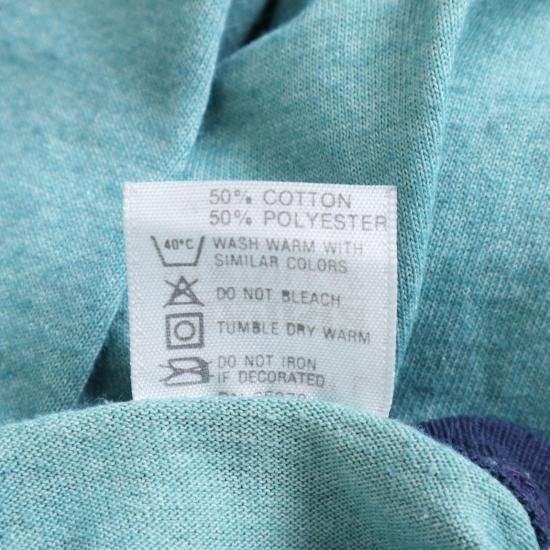 50% COTTON
50% POLYESTER
40°C WASH WARM WITH
SIMILAR COLORS
DO NOT BLEACH
TUMBLE DRY WARM
DO NOT IRON
IF DECORATED